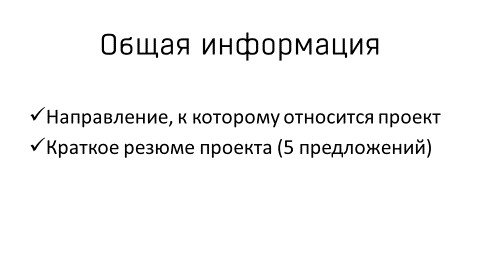 Общая информация
✓Направление, к которому относится проект
✓Краткое резюме проекта (5 предложений)